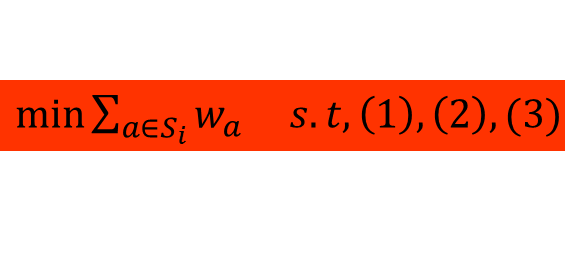 min ∑_{a∈S_i} w_a s.t, (1), (2), (3)